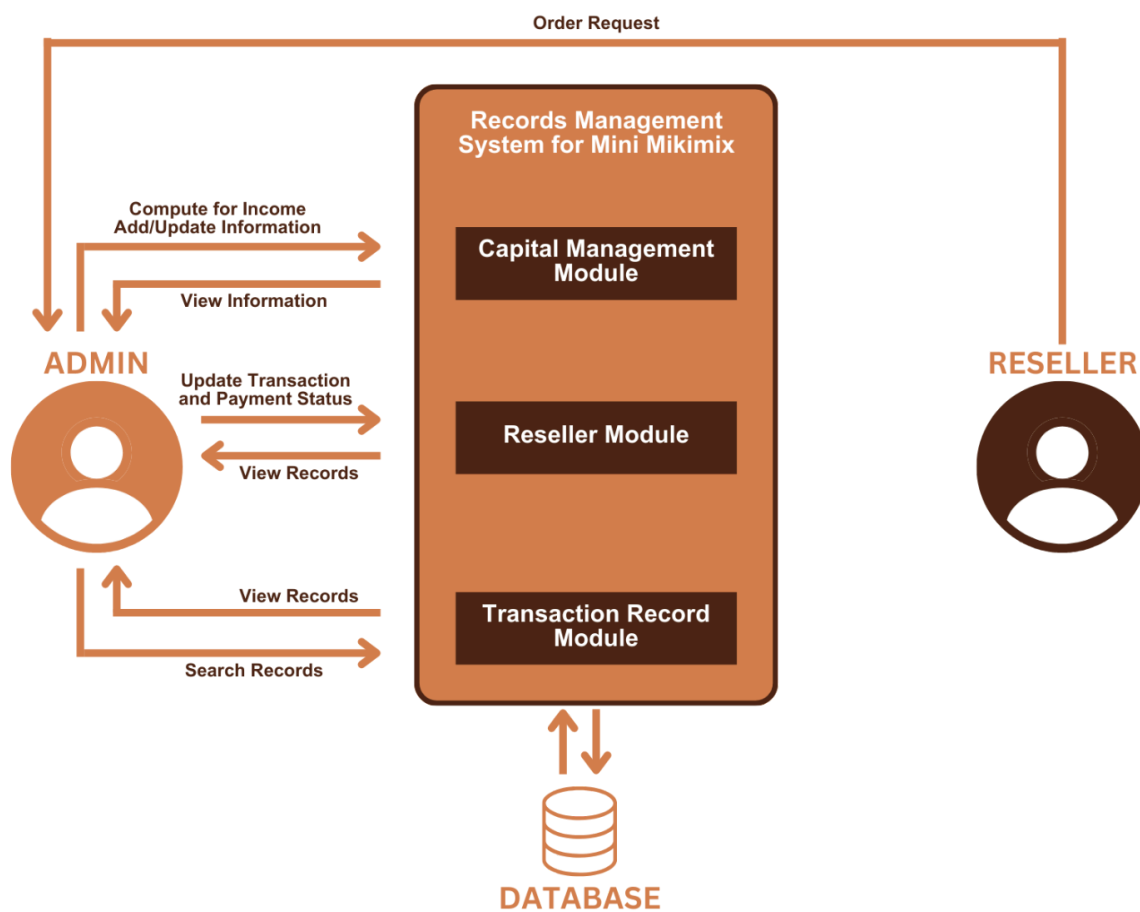 Order Request
Records Management
System for Mini Mikimix
Compute for Income
Add/Update Information
Capital Management
Module
View Information
ADMIN
RESELLER
Update Transaction
and Payment Status
Reseller Module
View Records
View Records
Transaction Record
Module
Search Records
DATABASE